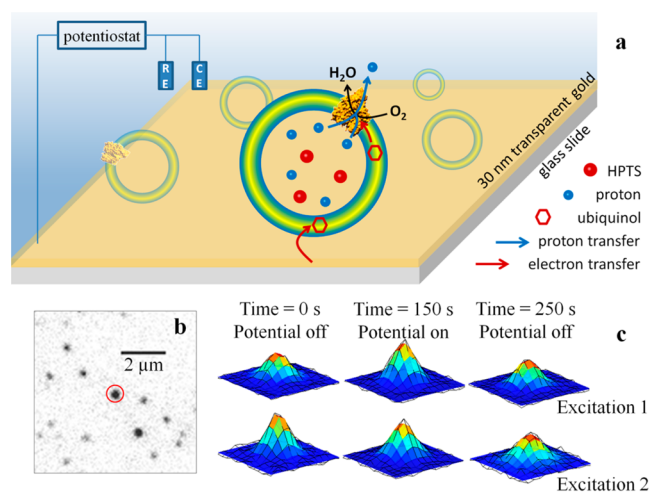 potentiostat
a
R
E
C
E
H2O
O2
30 nm transparent gold
glass slide
HPTS
proton
ubiquinol
proton transfer
electron transfer
b
2 μm
c
Time = 0 s
Potential off
Time = 150 s
Potential on
Time = 250 s
Potential off
Excitation 1
Excitation 2